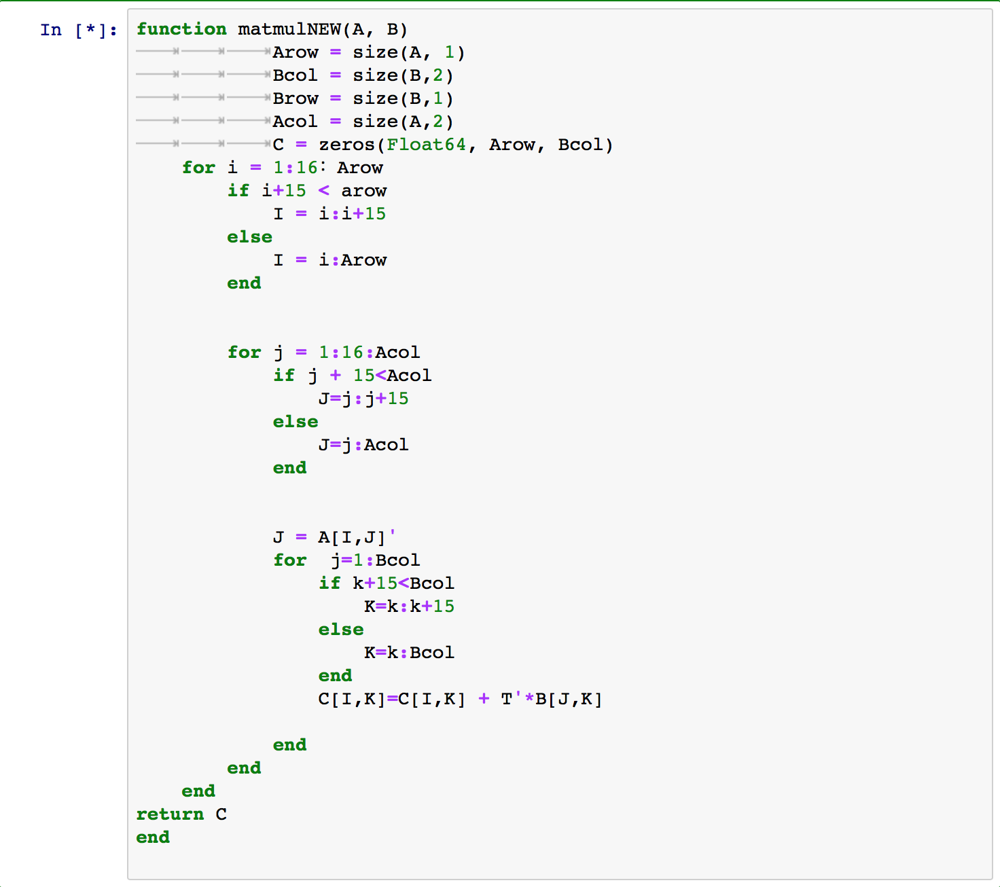 In [*]:
function matmulNEW(A, B)
Arow = size(A, 1)
Bcol = size(B,2)
Brow = size(B,1)
Acol = size(A,2)
C = zeros(Float64, Arow, Bcol)
for i = 1:16: Arow
if i+15 < arow
I = i:i+15
else
I = i:Arow
end
for j = 1:16:Acol
if j + 15<Acol
J=j:j+15
else
J=j:Acol
end
J = A[I,J]'
for  j=1:Bcol
if k+15<Bcol
K=k:k+15
else
K=k:Bcol
end
C[I,K]=C[I,K] + T'*B[J,K]
end
end
end
return C
end